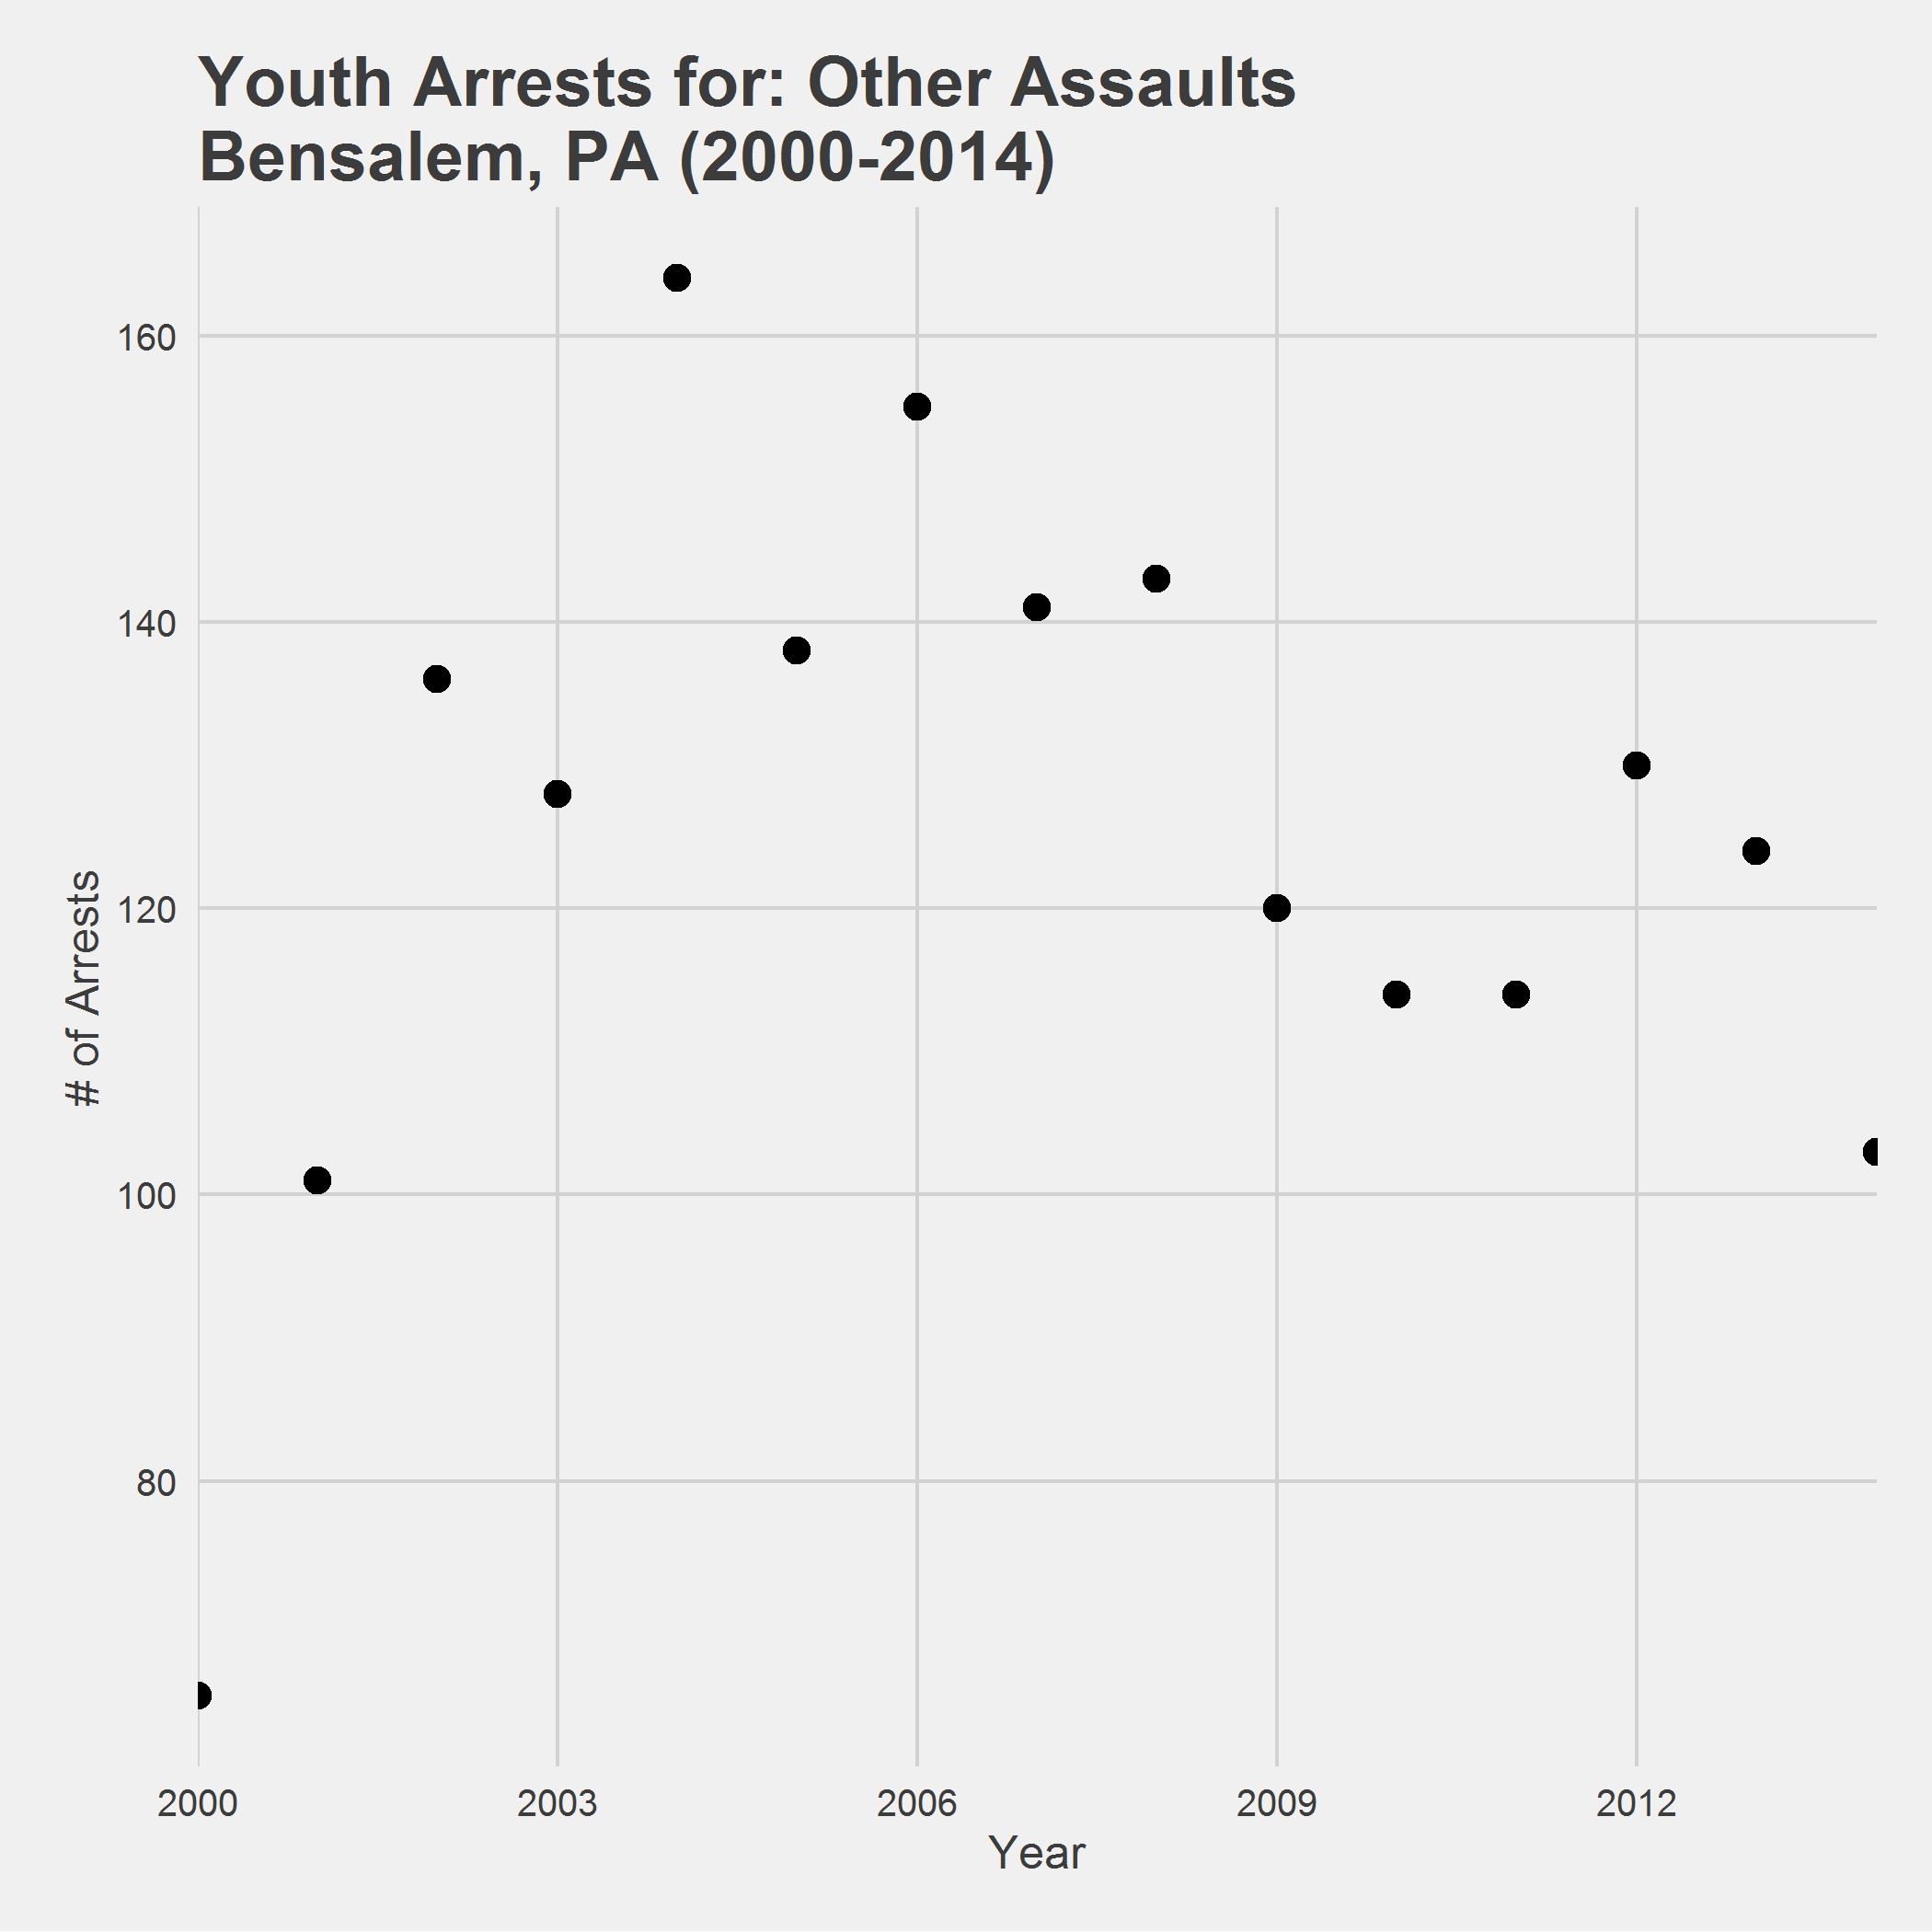 Youth Arrests for: Other Assaults
Bensalem, PA (2000-2014)
160
140
120
100
80
# of Arrests
2000 2003 2006 2009 2012
Year